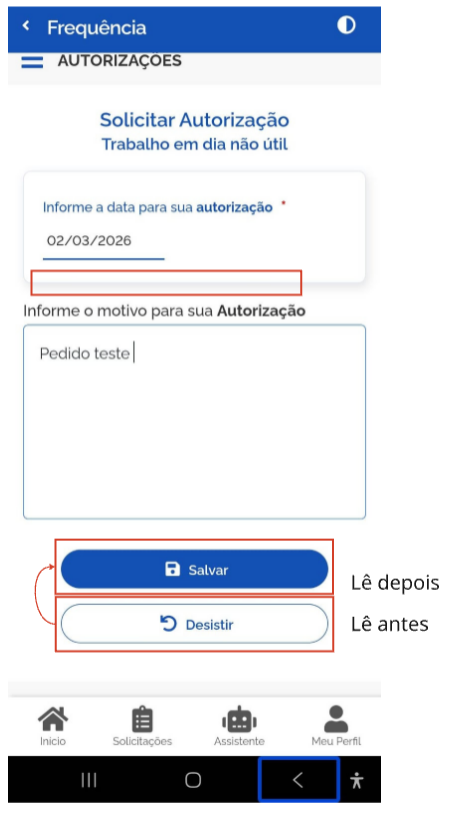 Frequência
AUTORIZAÇÕES
Solicitar Autorização
Trabalho em dia não útil
Informe a data para sua autorização *
02/03/2026
Informe o motivo para sua Autorização
Pedido teste
Salvar
Lê depois
Desistir
Lê antes
Inicio
Solicitações
Assistente
Meu Perfil